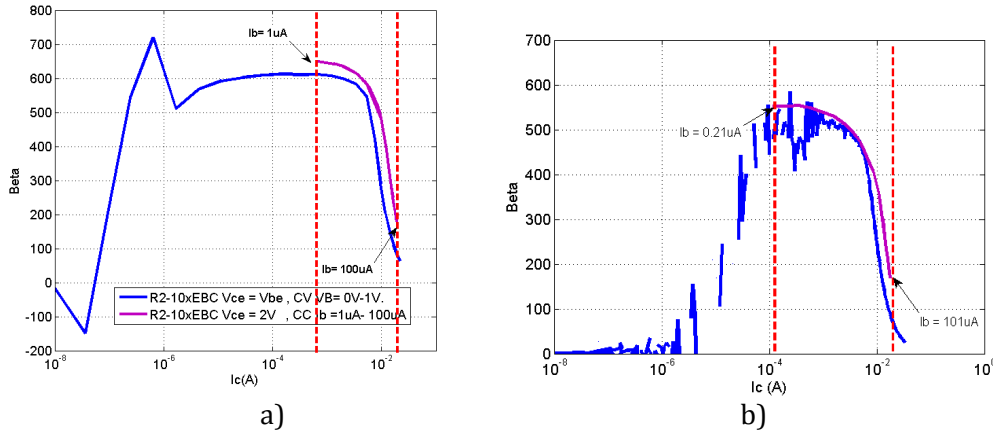 800
700
600
500
400
300
200
100
0
-100
-200
Beta
10^-8
10^-6
10^-4
10^-2
Ic(A)
Ib= 1uA
Ib= 100uA
R2-10xEBC Vce = Vbe , CV VB= 0V-1V.
R2-10xEBC Vce = 2V , CC Ib =1uA- 100uA
a)
700
600
500
400
300
200
100
0
Beta
10^-8
10^-6
10^-4
10^-2
10^0
Ic (A)
Ib = 0.21uA
Ib = 101uA
b)